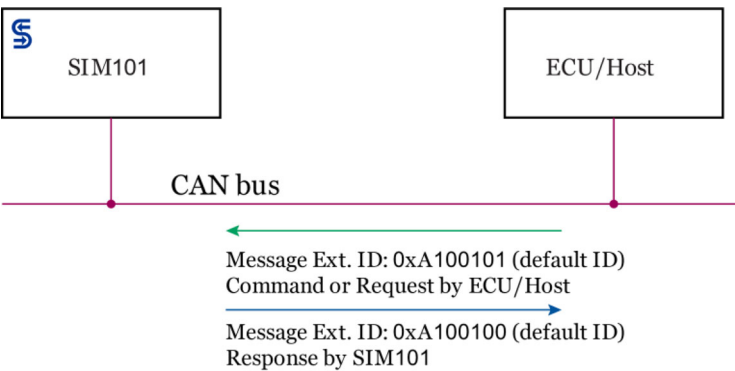 SIM101
ECU/Host
CAN bus
Message Ext. ID: 0xA100101 (default ID)
Command or Request by ECU/Host
Message Ext. ID: 0xA100100 (default ID)
Response by SIM101